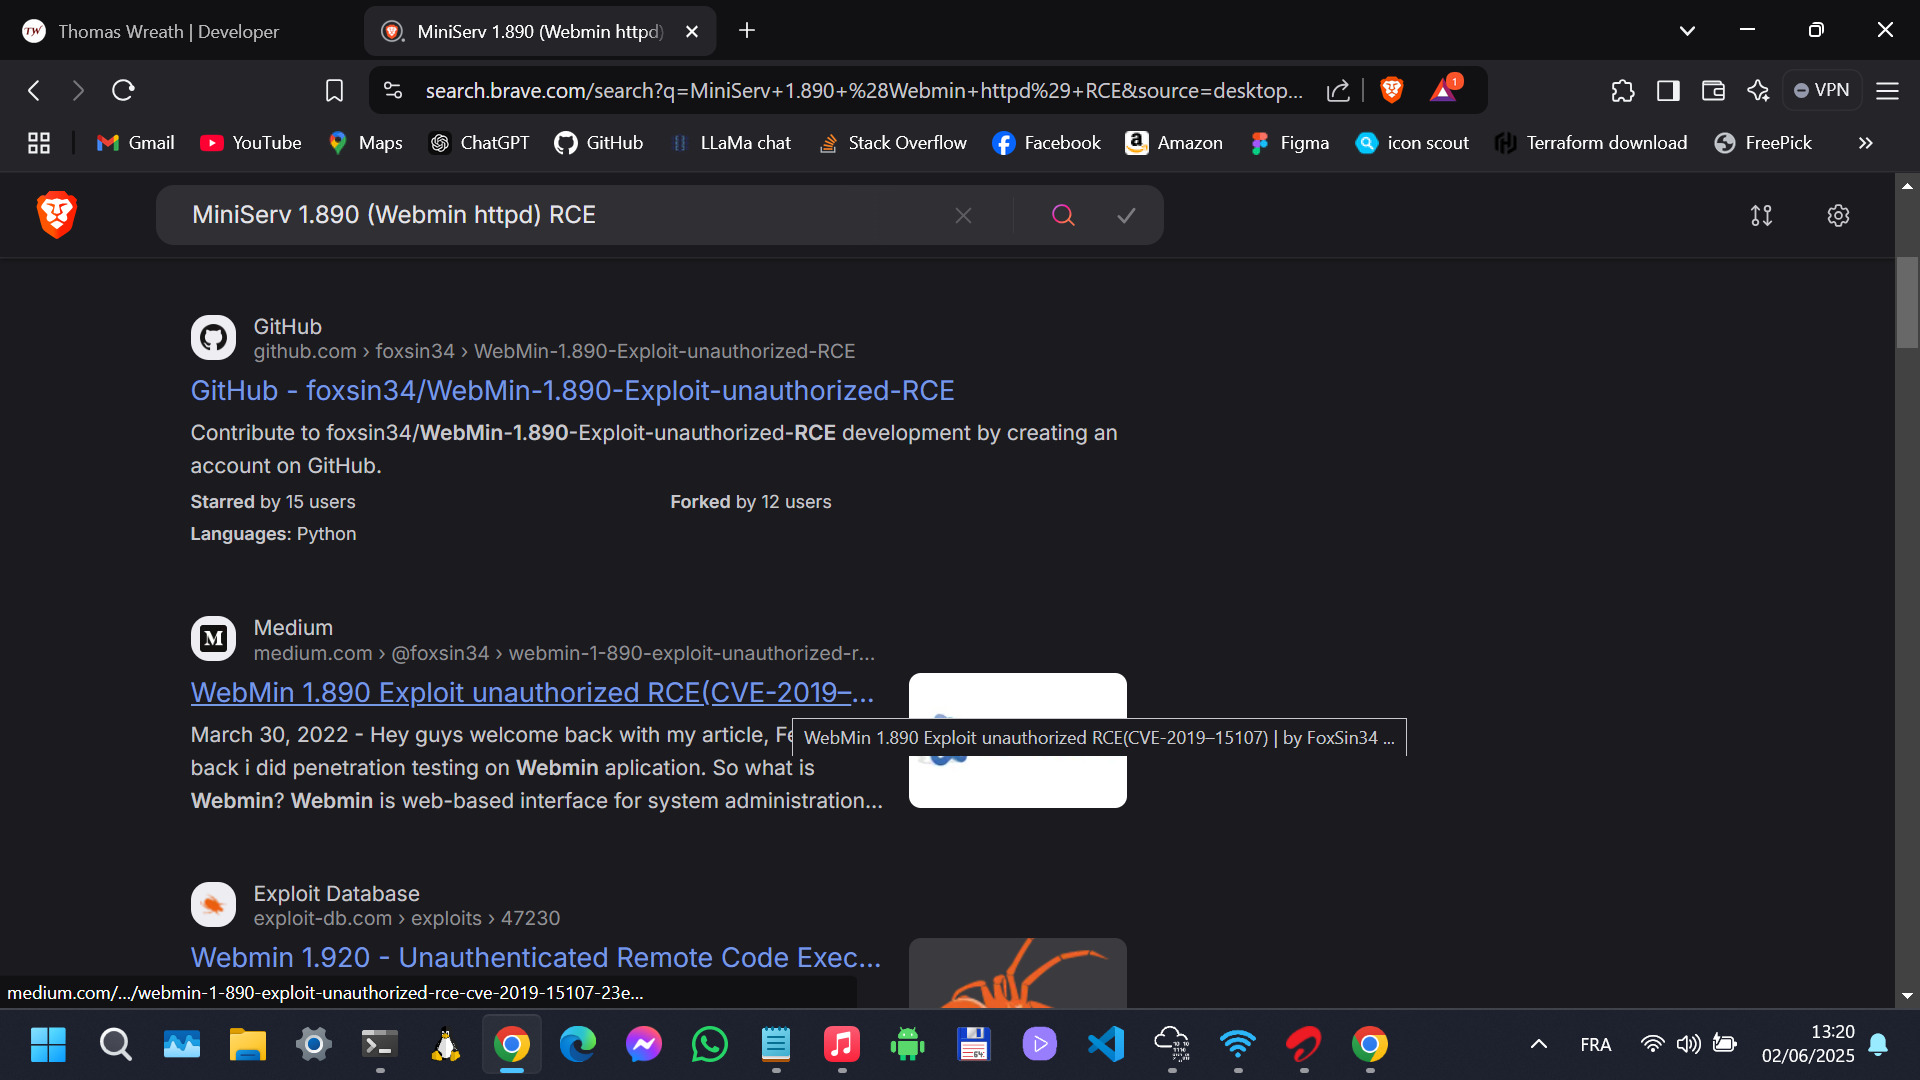 TW Thomas Wreath | Developer
MiniServ 1.890 (Webmin httpd)
search.brave.com/search?q=MiniServ+1.890+%28Webmin+httpd%29+RCE&source=desktop...
1
VPN
Gmail YouTube Maps ChatGPT GitHub LLaMa chat Stack Overflow Facebook Amazon Figma icon scout Terraform download FreePick
MiniServ 1.890 (Webmin httpd) RCE
GitHub
github.com › foxsin34 › WebMin-1.890-Exploit-unauthorized-RCE
GitHub - foxsin34/WebMin-1.890-Exploit-unauthorized-RCE
Contribute to foxsin34/WebMin-1.890-Exploit-unauthorized-RCE development by creating an
account on GitHub.
Starred by 15 users Forked by 12 users
Languages: Python
M
Medium
medium.com › @foxsin34 › webmin-1-890-exploit-unauthorized-r...
WebMin 1.890 Exploit unauthorized RCE(CVE-2019–...
March 30, 2022 - Hey guys welcome back with my article,
WebMin 1.890 Exploit unauthorized RCE(CVE-2019–15107) | by FoxSin34 ...
back i did penetration testing on Webmin aplication. So what is
Webmin? Webmin is web-based interface for system administration...
Exploit Database
exploit-db.com › exploits › 47230
Webmin 1.920 - Unauthenticated Remote Code Exec...
medium.com/.../webmin-1-890-exploit-unauthorized-rce-cve-2019-15107-23e...
FRA
13:20
02/06/2025